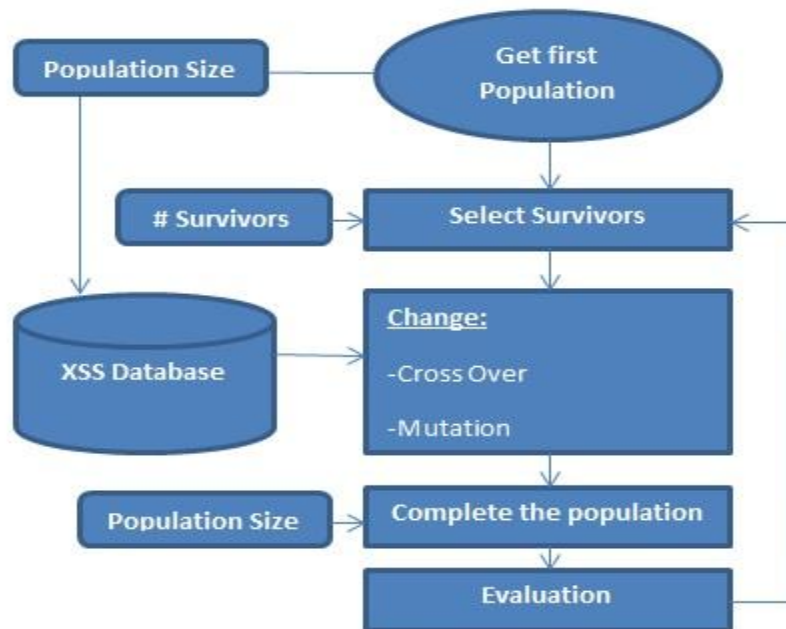 Population Size
Get first
Population
# Survivors
Select Survivors
XSS Database
Change:
-Cross Over
-Mutation
Population Size
Complete the population
Evaluation